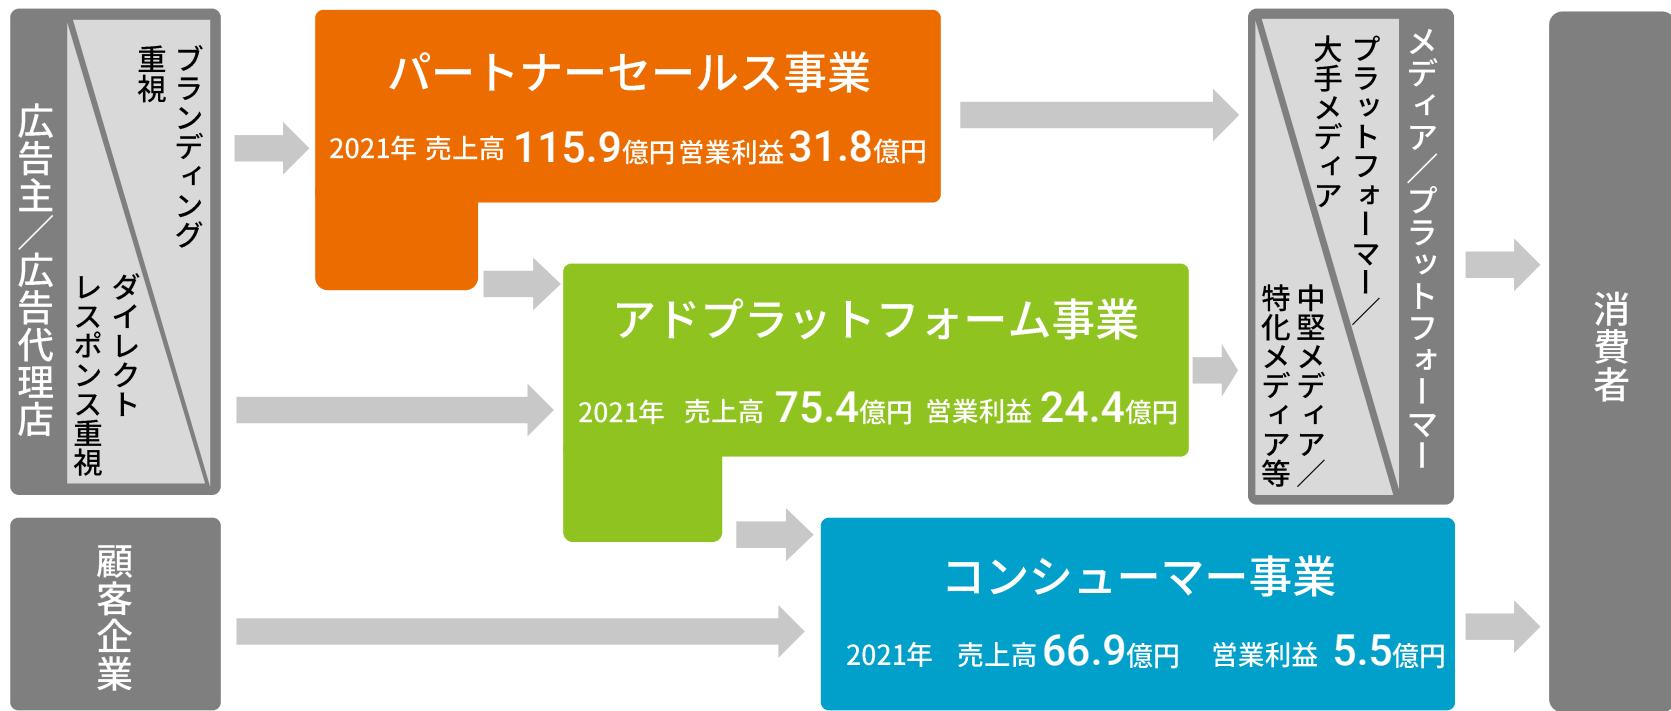 広告主／広告代理店
ブランディング
重視
ダイレクト
レスポンス重視
顧客企業
パートナーセールス事業
2021年 売上高 115.9億円 営業利益 31.8億円
アドプラットフォーム事業
2021年 売上高 75.4億円 営業利益 24.4億円
コンシューマー事業
2021年 売上高 66.9億円 営業利益 5.5億円
メディア／プラットフォーマー
プラットフォーマー／
大手メディア
中堅メディア／
特化メディア等
消費者